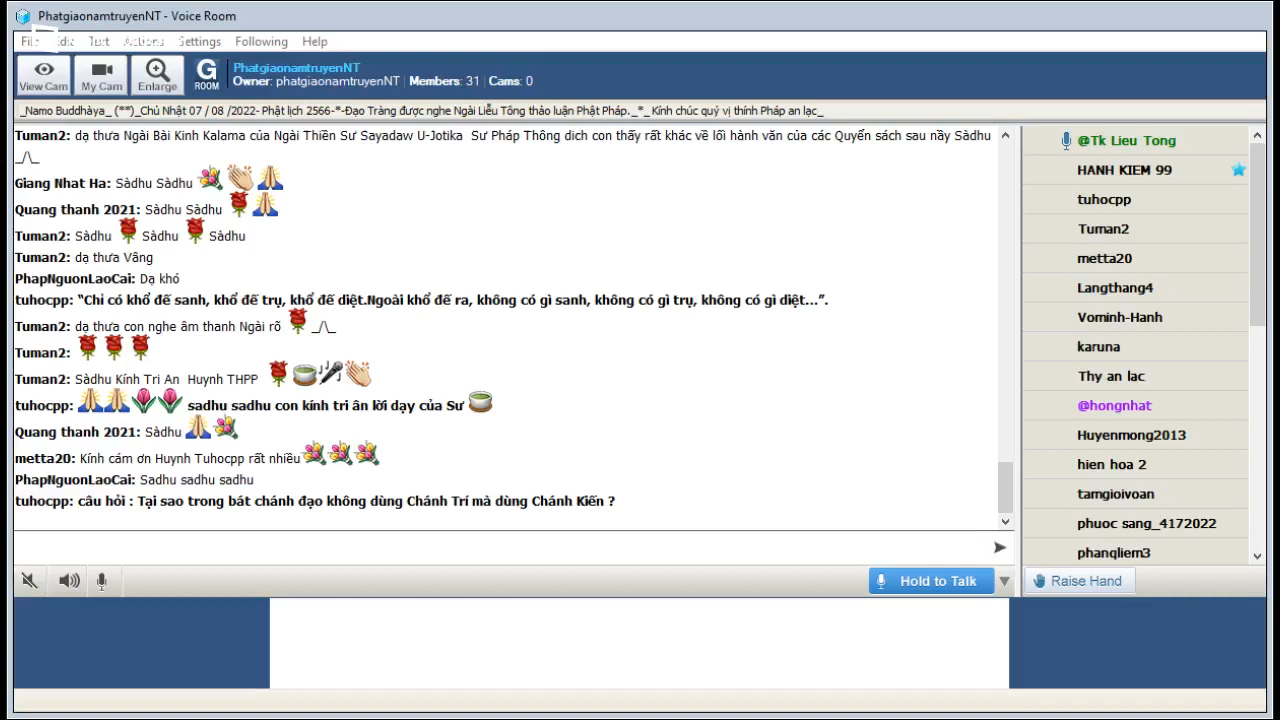 PhatgiaonamtruyenNT - Voice Room
Settings Following Help
View Cam My Cam Enlarge G ROOM
PhatgiaonamtruyenNT
Owner: phatgiaonamtruyenNT | Members: 31 | Cams: 0
_Namo Buddhàya_ (**)_Chủ Nhật 07 / 08 /2022- Phật lịch 2566-*-Đạo Tràng được nghe Ngài Liễu Tông thảo luận Phật Pháp._*_ Kính chúc quý vị thính Pháp an lạc_
Tuman2: dạ thưa Ngài Bài Kinh Kalama của Ngài Thiền Sư Sayadaw U-Jotika Sư Pháp Thông dich con thấy rất khác về lối hành văn của các Quyển sách sau nầy Sàdhu
_/\_
Giang Nhat Ha: Sàdhu Sàdhu
Quang thanh 2021: Sàdhu Sàdhu
Tuman2: Sàdhu Sàdhu Sàdhu
Tuman2: dạ thưa Vâng
PhapNguonLaoCai: Dạ khó
tuhocpp: “Chỉ có khổ đế sanh, khổ đế trụ, khổ đế diệt.Ngoài khổ đế ra, không có gì sanh, không có gì trụ, không có gì diệt...”.
Tuman2: dạ thưa con nghe âm thanh Ngài rõ _/\_
Tuman2:
Tuman2: Sàdhu Kính Tri An Huynh THPP
tuhocpp: sadhu sadhu con kính tri ân lời dạy của Sư
Quang thanh 2021: Sàdhu
metta20: Kính cám ơn Huynh Tuhocpp rất nhiều
PhapNguonLaoCai: Sadhu sadhu sadhu
tuhocpp: câu hỏi : Tại sao trong bát chánh đạo không dùng Chánh Trí mà dùng Chánh Kiến ?
@Tk Lieu Tong
HANH KIEM 99
tuhocpp
Tuman2
metta20
Langthang4
Vominh-Hanh
karuna
Thy an lac
@hongnhat
Huyenmong2013
hien hoa 2
tamgioivoan
phuoc sang_4172022
phanqliem3
Hold to Talk
Raise Hand